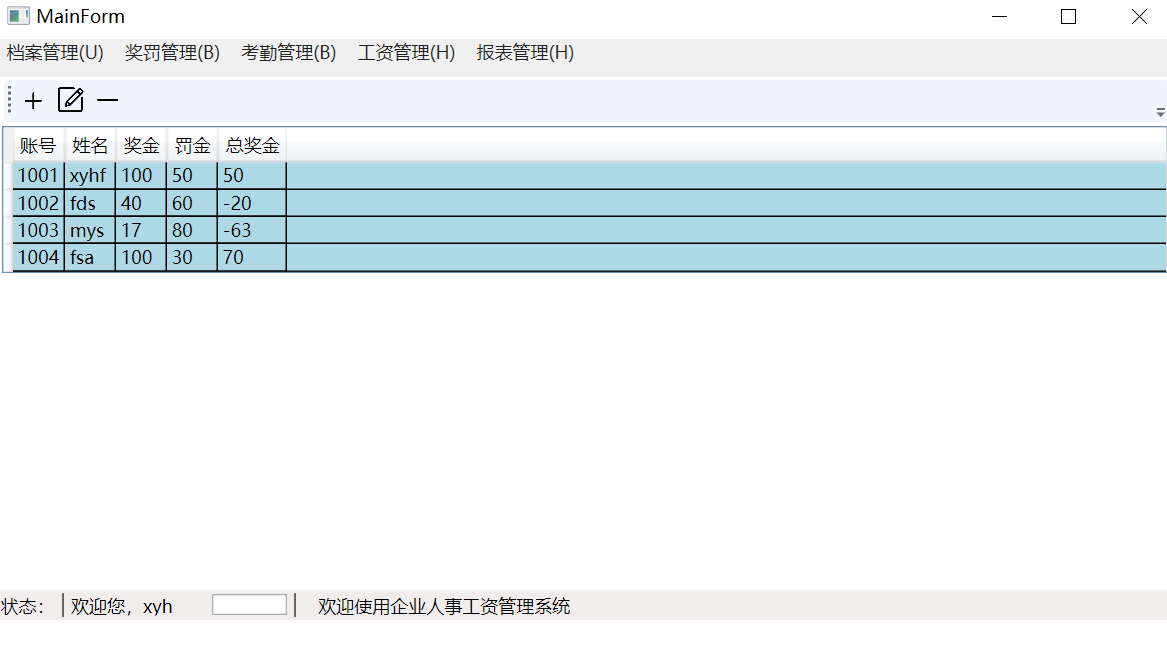 MainForm
档案管理(U) 奖罚管理(B) 考勤管理(B) 工资管理(H) 报表管理(H)
账号 姓名 奖金 罚金 总奖金
1001 xyhf 100 50 50
1002 fds 40 60 -20
1003 mys 17 80 -63
1004 fsa 100 30 70
状态： 欢迎您，xyh 欢迎使用企业人事工资管理系统